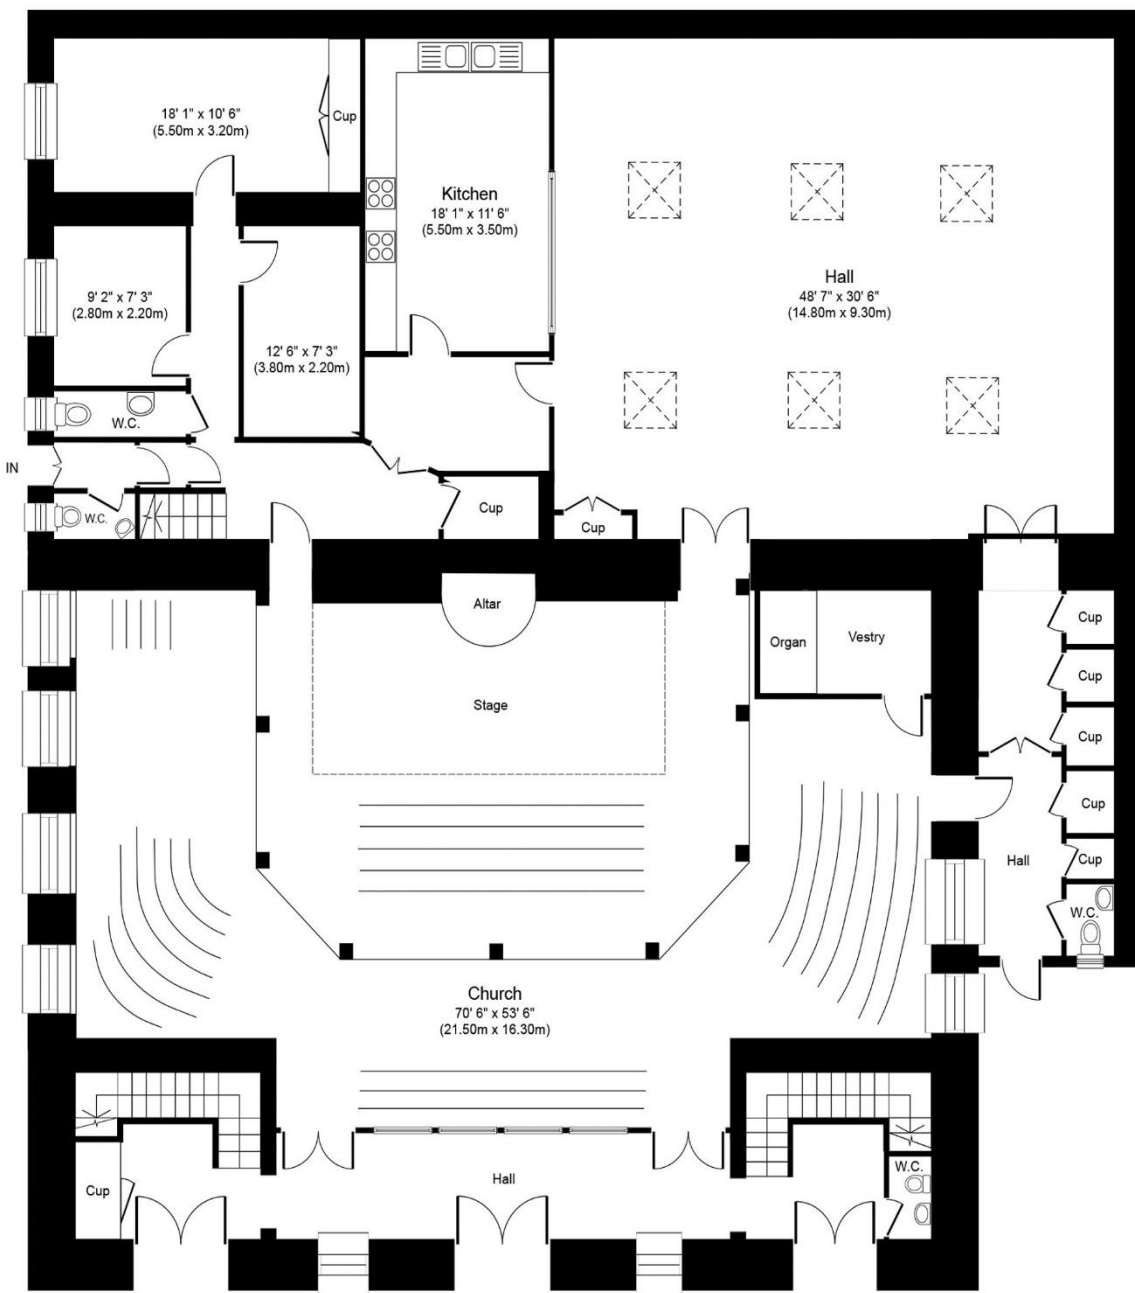 18' 1" x 10' 6"
(5.50m x 3.20m)
Cup
Kitchen
18' 1" x 11' 6"
(5.50m x 3.50m)
Hall
48' 7" x 30' 6"
(14.80m x 9.30m)
9' 2" x 7' 3"
(2.80m x 2.20m)
12' 6" x 7' 3"
(3.80m x 2.20m)
W.C.
IN
W.C.
Cup
Cup
Altar
Stage
Organ
Vestry
Cup
Cup
Cup
Cup
Cup
Hall
W.C.
Church
70' 6" x 53' 6"
(21.50m x 16.30m)
Cup
Hall
W.C.